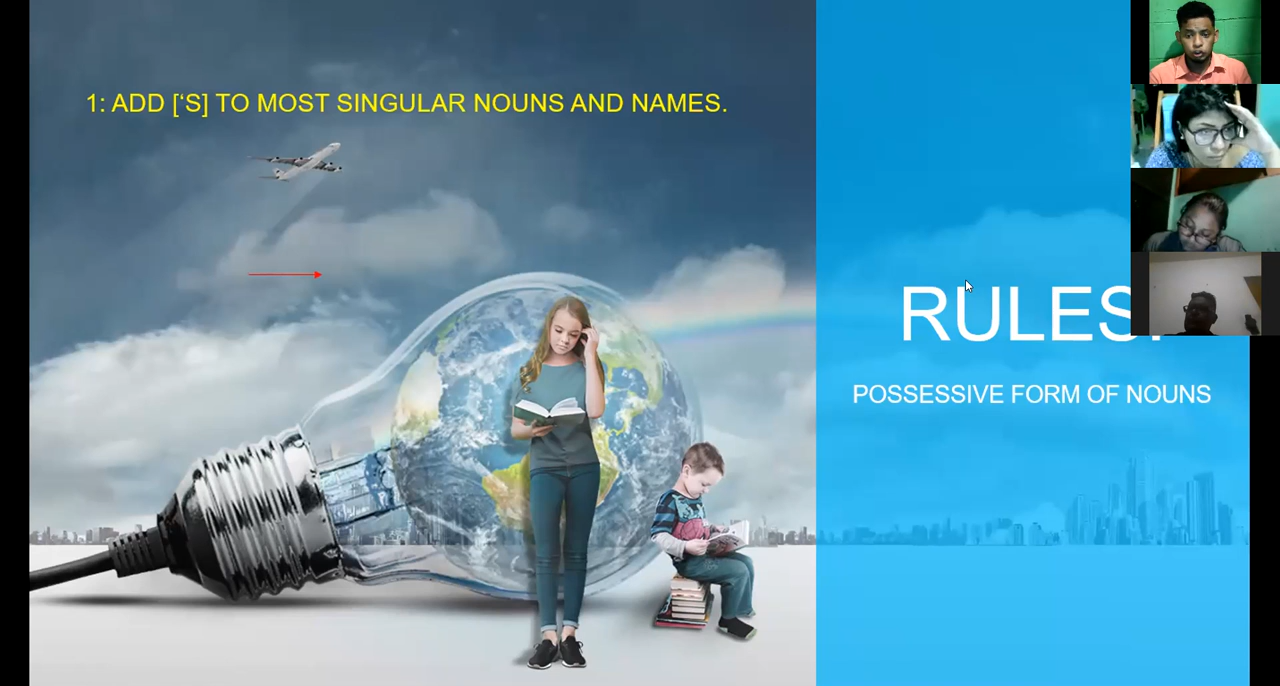 1: ADD [‘S] TO MOST SINGULAR NOUNS AND NAMES.
RULES
POSSESSIVE FORM OF NOUNS